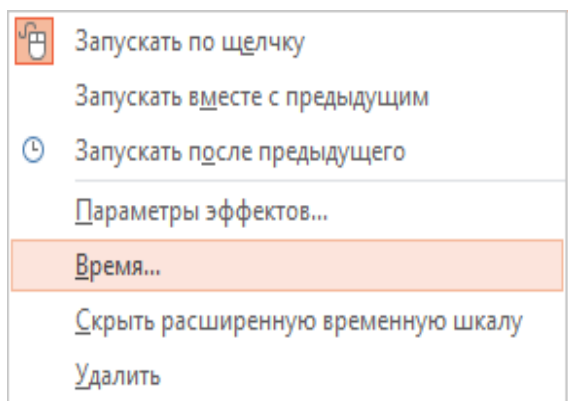 Запускать по щелчку
Запускать вместе с предыдущим
Запускать после предыдущего
Параметры эффектов...
Время...
Скрыть расширенную временную шкалу
Удалить